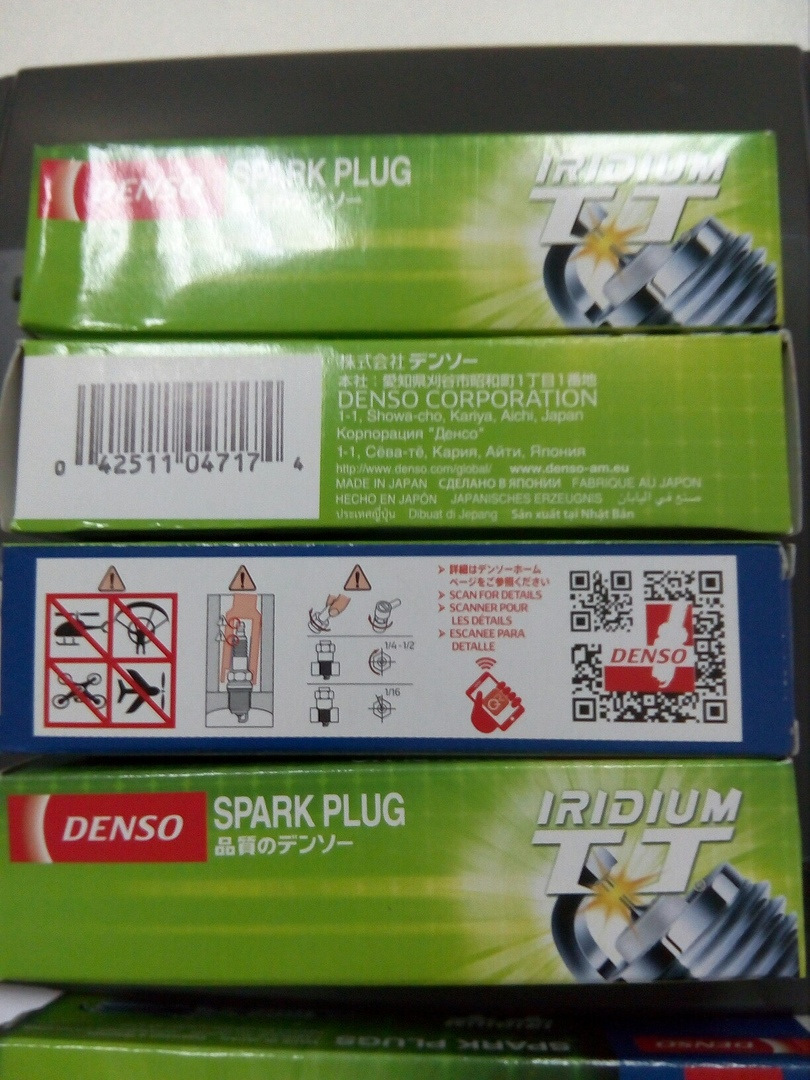 DENSO
SPARK PLUG
IRIDIUM
TT
株式会社 デンソー
本社：愛知県刈谷市昭和町1丁目1番地
DENSO CORPORATION
1-1, Showa-cho, Kariya, Aichi, Japan
Корпорация "Денсо"
1-1, Сёва-тё, Кария, Айти, Япония
http://www.denso.com/global/ www.denso-am.eu
MADE IN JAPAN СДЕЛАНО В ЯПОНИИ FABRIQUE AU JAPON
HECHO EN JAPÓN JAPANISCHES ERZEUGNIS صنع في اليابان
ประเทศญี่ปุ่น Dibuat di Jepang Sản xuất tại Nhật Bản
0 42511 04717 4
1/4 - 1/2
1/16
詳細はデンソーホーム
ページをご参照ください
SCAN FOR DETAILS
SCANNER POUR
LES DÉTAILS
ESCANEE PARA
DETALLE
DENSO
DENSO
SPARK PLUG
品質のデンソー
IRIDIUM
TT
SPARK PLUGS
IRIDIUM
DENSO